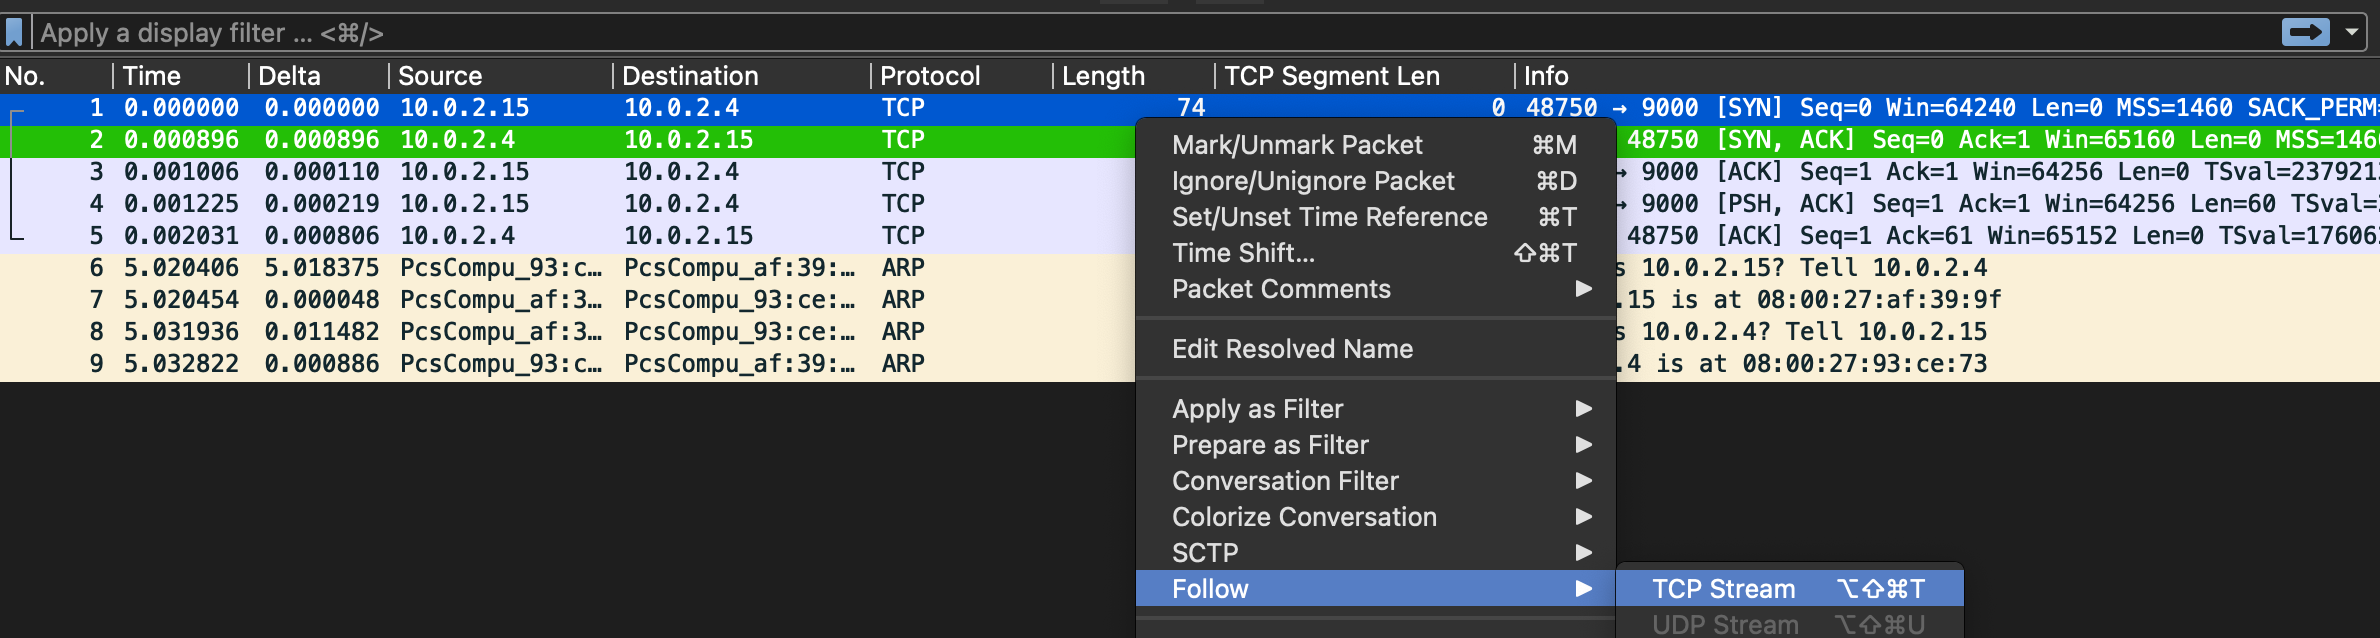 Apply a display filter ... <⌘/>
No. Time Delta Source Destination Protocol Length TCP Segment Len Info
1 0.000000 0.000000 10.0.2.15 10.0.2.4 TCP 74 0 48750 → 9000 [SYN] Seq=0 Win=64240 Len=0 MSS=1460 SACK_PERM=
2 0.000896 0.000896 10.0.2.4 10.0.2.15 TCP 48750 [SYN, ACK] Seq=0 Ack=1 Win=65160 Len=0 MSS=146
3 0.001006 0.000110 10.0.2.15 10.0.2.4 TCP → 9000 [ACK] Seq=1 Ack=1 Win=64256 Len=0 TSval=237921
4 0.001225 0.000219 10.0.2.15 10.0.2.4 TCP → 9000 [PSH, ACK] Seq=1 Ack=1 Win=64256 Len=60 TSval=
5 0.002031 0.000806 10.0.2.4 10.0.2.15 TCP 48750 [ACK] Seq=1 Ack=61 Win=65152 Len=0 TSval=17606
6 5.020406 5.018375 PcsCompu_93:c… PcsCompu_af:39:… ARP s 10.0.2.15? Tell 10.0.2.4
7 5.020454 0.000048 PcsCompu_af:3… PcsCompu_93:ce:… ARP .15 is at 08:00:27:af:39:9f
8 5.031936 0.011482 PcsCompu_af:3… PcsCompu_93:ce:… ARP s 10.0.2.4? Tell 10.0.2.15
9 5.032822 0.000886 PcsCompu_93:c… PcsCompu_af:39:… ARP .4 is at 08:00:27:93:ce:73
Mark/Unmark Packet ⌘M
Ignore/Unignore Packet ⌘D
Set/Unset Time Reference ⌘T
Time Shift... ⇧⌘T
Packet Comments ▶
Edit Resolved Name
Apply as Filter ▶
Prepare as Filter ▶
Conversation Filter ▶
Colorize Conversation ▶
SCTP ▶
Follow ▶
TCP Stream ⌥⇧⌘T
UDP Stream ⌥⇧⌘U